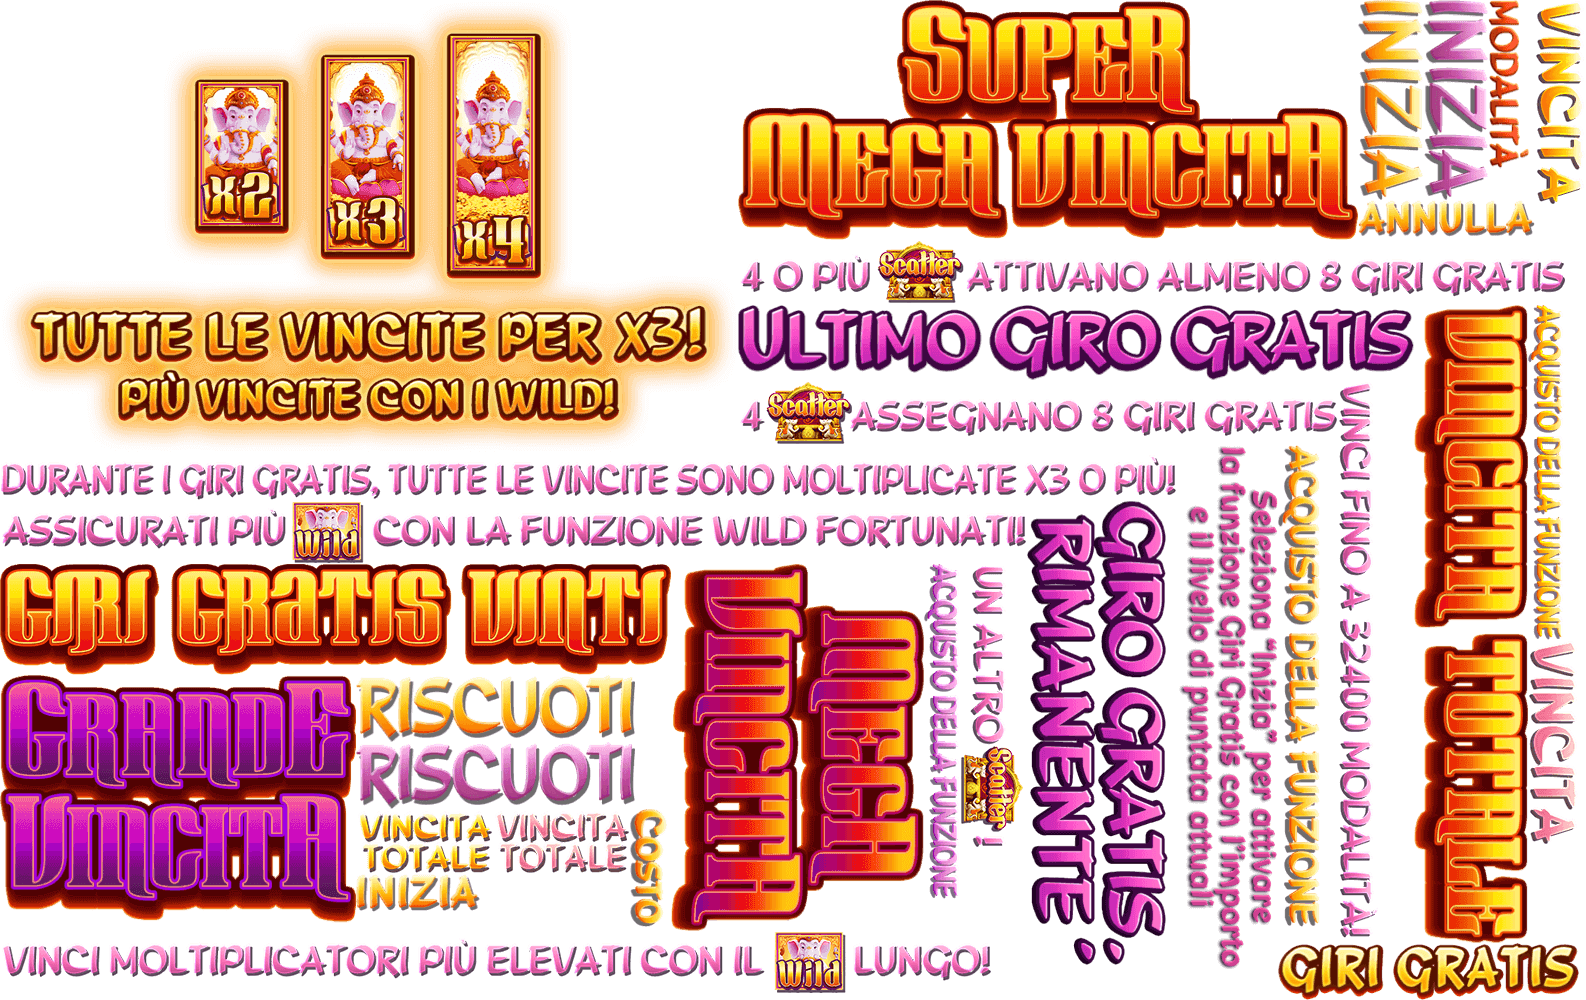 x2
x3
x4
TUTTE LE VINCITE PER X3!
PIÙ VINCITE CON I WILD!
SUPER
MEGA VINCITA
INIZIA
INIZIA
MODALITÀ
VINCITA
ANNULLA
4 O PIÙ Scatter ATTIVANO ALMENO 8 GIRI GRATIS
ULTIMO GIRO GRATIS
4 Scatter ASSEGNANO 8 GIRI GRATIS
DURANTE I GIRI GRATIS, TUTTE LE VINCITE SONO MOLTIPLICATE X3 O PIÙ!
ASSICURATI PIÙ Wild CON LA FUNZIONE WILD FORTUNATI!
GIRI GRATIS VINTI
GRANDE
VINCITA
RISCUOTI
RISCUOTI
VINCITA
TOTALE
VINCITA
TOTALE
INIZIA
COSTO
MEGA
VINCITA
ACQUISTO DELLA FUNZIONE
UN ALTRO Scatter !
GIRO GRATIS:
RIMANENTE:
Seleziona "Inizia" per attivare
la funzione Giri Gratis con l'importo
e il livello di puntata attuali
ACQUISTO DELLA FUNZIONE
VINCI FINO A 32400 MODALITÀ!
VINCITA TOTALE
ACQUISTO DELLA FUNZIONE
VINCITA
VINCI MOLTIPLICATORI PIÙ ELEVATI CON IL Wild LUNGO!
GIRI GRATIS